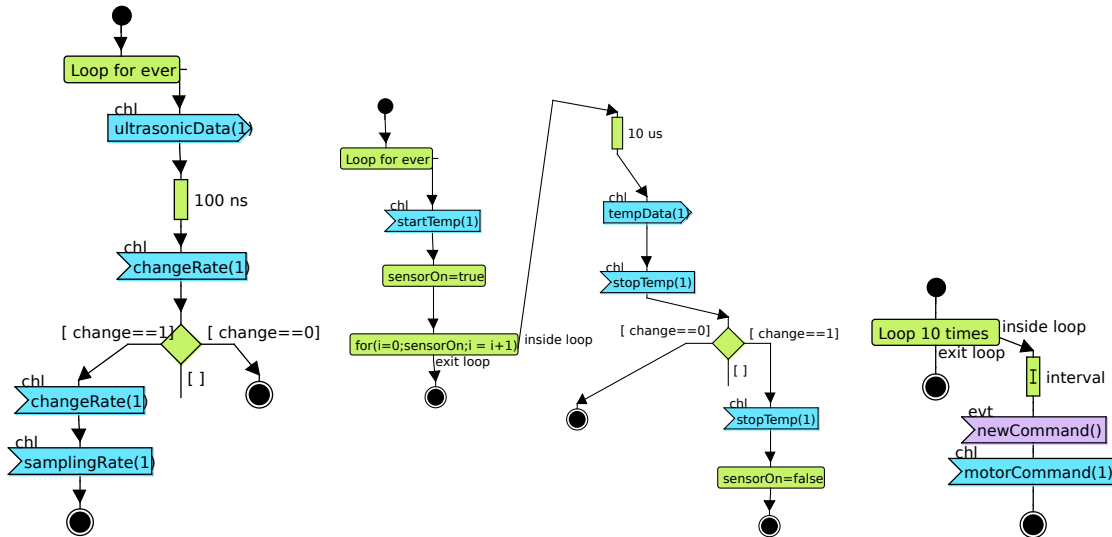 Loop for ever
chl
ultrasonicData(1)
100 ns
chl
changeRate(1)
[ change==1]
[ change==0]
[ ]
chl
changeRate(1)
chl
samplingRate(1)
Loop for ever
chl
startTemp(1)
sensorOn=true
for(i=0;sensorOn;i = i+1)
inside loop
exit loop
10 us
chl
tempData(1)
chl
stopTemp(1)
[ change==0]
[ change==1]
[ ]
chl
stopTemp(1)
sensorOn=false
Loop 10 times
inside loop
exit loop
I
interval
evt
newCommand()
chl
motorCommand(1)